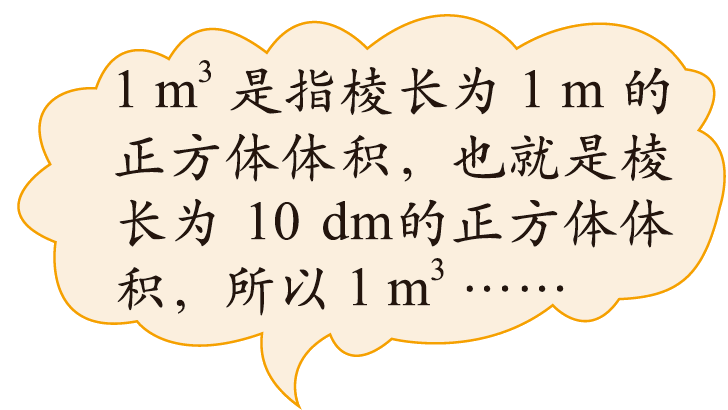 1 m³ 是指棱长为 1 m 的
正方体体积，也就是棱
长为 10 dm的正方体体
积，所以 1 m³ ⋯⋯